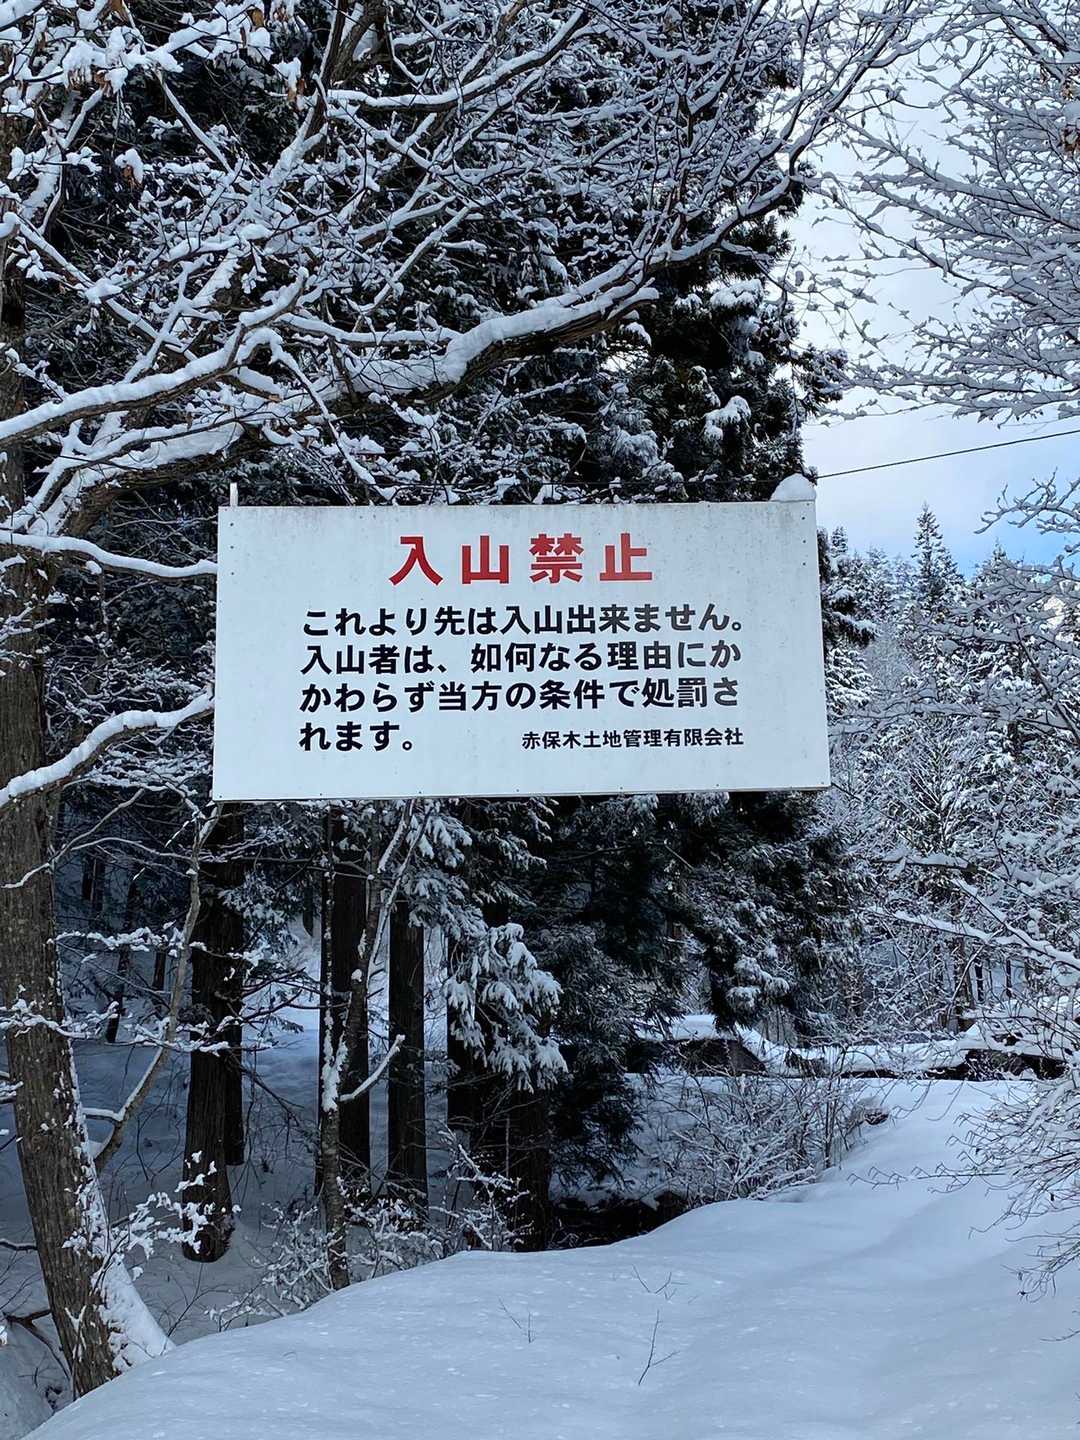 入山禁止
これより先は入山出来ません。
入山者は、如何なる理由にか
かわらず当方の条件で処罰さ
れます。 赤保木土地管理有限会社